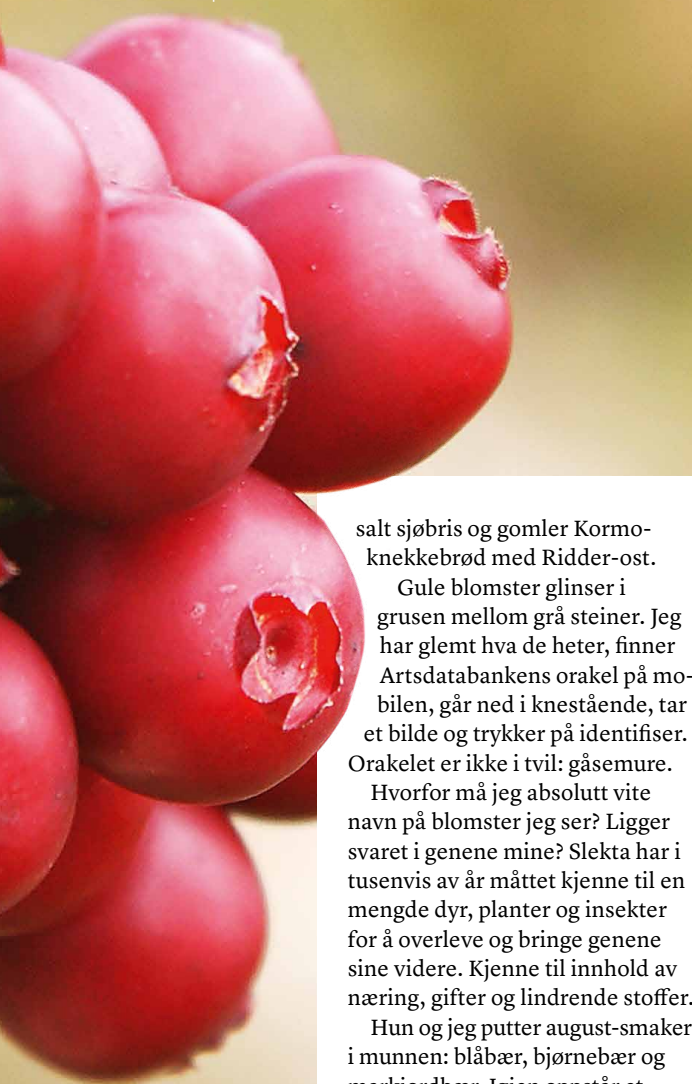 salt sjøbris og gomler Kormo-
knekkebrød med Ridder-ost.
Gule blomster glinser i
grusen mellom grå steiner. Jeg
har glemt hva de heter, finner
Artsdatabankens orakel på mo-
bilen, går ned i knestående, tar
et bilde og trykker på identifiser.
Orakelet er ikke i tvil: gåsemure.
Hvorfor må jeg absolutt vite
navn på blomster jeg ser? Ligger
svaret i genene mine? Slekta har i
tusenvis av år måttet kjenne til en
mengde dyr, planter og insekter
for å overleve og bringe genene
sine videre. Kjenne til innhold av
næring, gifter og lindrende stoffer.
Hun og jeg putter august-smaker
i munnen: blåbær, bjørnebær og